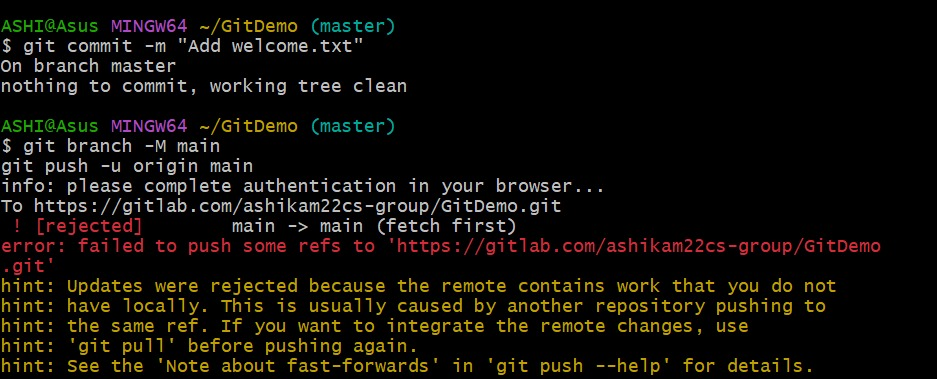 ASHI@Asus MINGW64 ~/GitDemo (master)
$ git commit -m "Add welcome.txt"
On branch master
nothing to commit, working tree clean
ASHI@Asus MINGW64 ~/GitDemo (master)
$ git branch -M main
git push -u origin main
info: please complete authentication in your browser...
To https://gitlab.com/ashikam22cs-group/GitDemo.git
 ! [rejected]        main -> main (fetch first)
error: failed to push some refs to 'https://gitlab.com/ashikam22cs-group/GitDemo
.git'
hint: Updates were rejected because the remote contains work that you do not
hint: have locally. This is usually caused by another repository pushing to
hint: the same ref. If you want to integrate the remote changes, use
hint: 'git pull' before pushing again.
hint: See the 'Note about fast-forwards' in 'git push --help' for details.